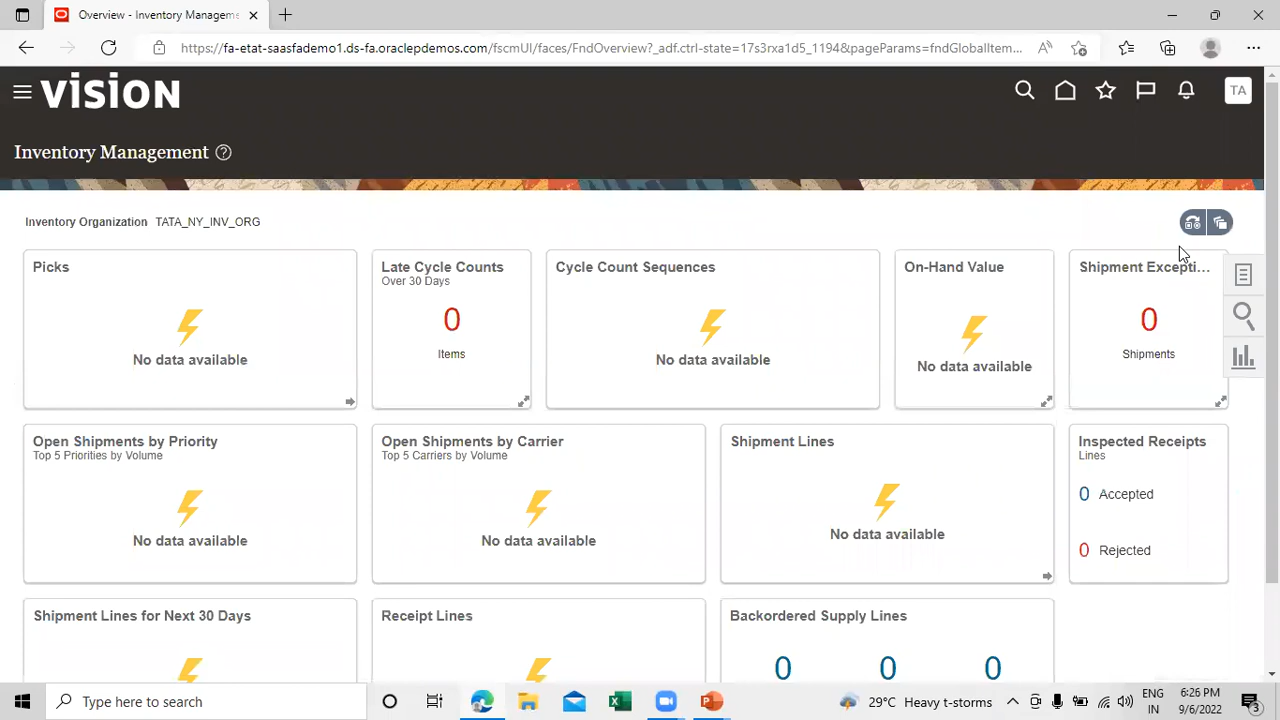 Overview - Inventory Managem
https://fa-etat-saasfademo1.ds-fa.oraclepdemos.com/fscmUI/faces/FndOverview?_adf.ctrl-state=17a5rxa1d5_1194&pageParams=fndGlobalItem...
VISION
TA
Inventory Management
Inventory Organization TATA_NY_INV_ORG
Picks
No data available
Late Cycle Counts
Over 30 Days
0
Items
Cycle Count Sequences
No data available
On-Hand Value
No data available
Shipment Excepti...
0
Shipments
Open Shipments by Priority
Top 5 Priorities by Volume
No data available
Open Shipments by Carrier
Top 5 Carriers by Volume
No data available
Shipment Lines
No data available
Inspected Receipts
Lines
0 Accepted
0 Rejected
Shipment Lines for Next 30 Days
Receipt Lines
Backordered Supply Lines
0 0 0
Type here to search
29°C Heavy t-storms
ENG
IN
6:26 PM
9/6/2022
3